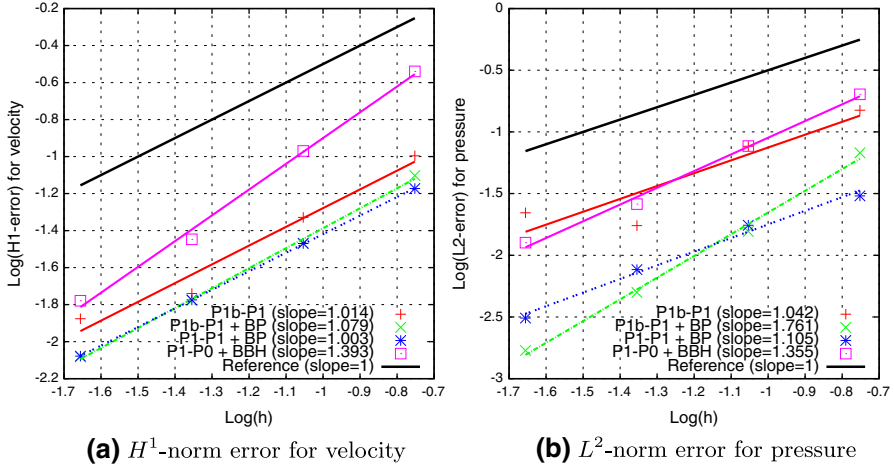 -0.2
-0.4
-0.6
-0.8
-1
-1.2
-1.4
-1.6
-1.8
-2
-2.2
-1.7 -1.6 -1.5 -1.4 -1.3 -1.2 -1.1 -1 -0.9 -0.8 -0.7
Log(H1-error) for velocity
Log(h)
P1b-P1 (slope=1.014)
P1b-P1 + BP (slope=1.079)
P1-P1 + BP (slope=1.003)
P1-P0 + BBH (slope=1.393)
Reference (slope=1)
(a) H¹-norm error for velocity
0
-0.5
-1
-1.5
-2
-2.5
-3
-1.7 -1.6 -1.5 -1.4 -1.3 -1.2 -1.1 -1 -0.9 -0.8 -0.7
Log(L2-error) for pressure
Log(h)
P1b-P1 (slope=1.042)
P1b-P1 + BP (slope=1.761)
P1-P1 + BP (slope=1.105)
P1-P0 + BBH (slope=1.355)
Reference (slope=1)
(b) L²-norm error for pressure